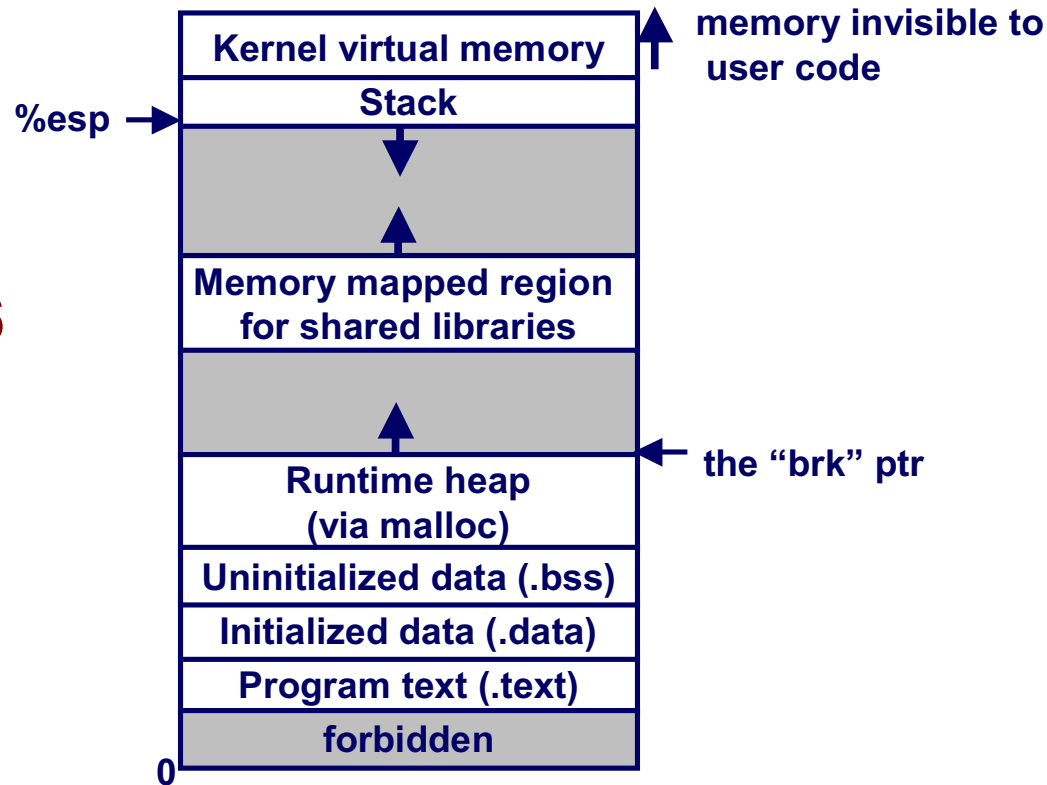 Kernel virtual memory
memory invisible to
user code
Stack
%esp
Memory mapped region
for shared libraries
the “brk” ptr
Runtime heap
(via malloc)
Uninitialized data (.bss)
Initialized data (.data)
Program text (.text)
forbidden
0